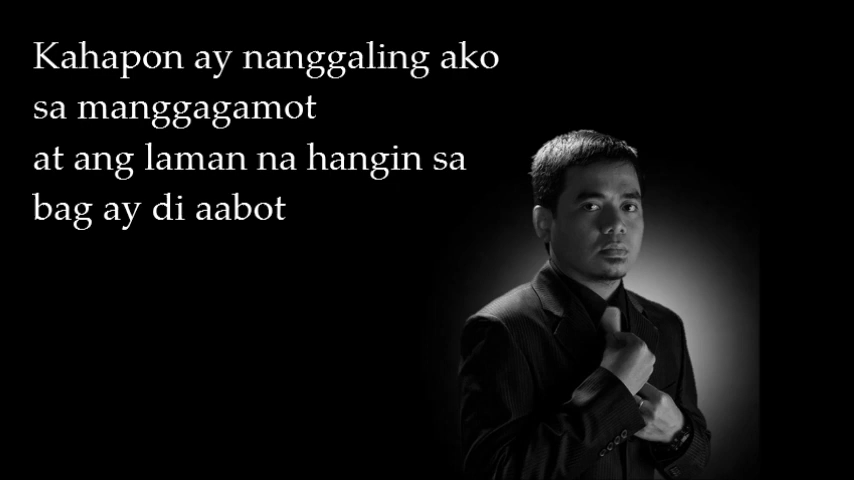 Kahapon ay nanggaling ako
sa manggagamot
at ang laman na hangin sa
bag ay di aabot